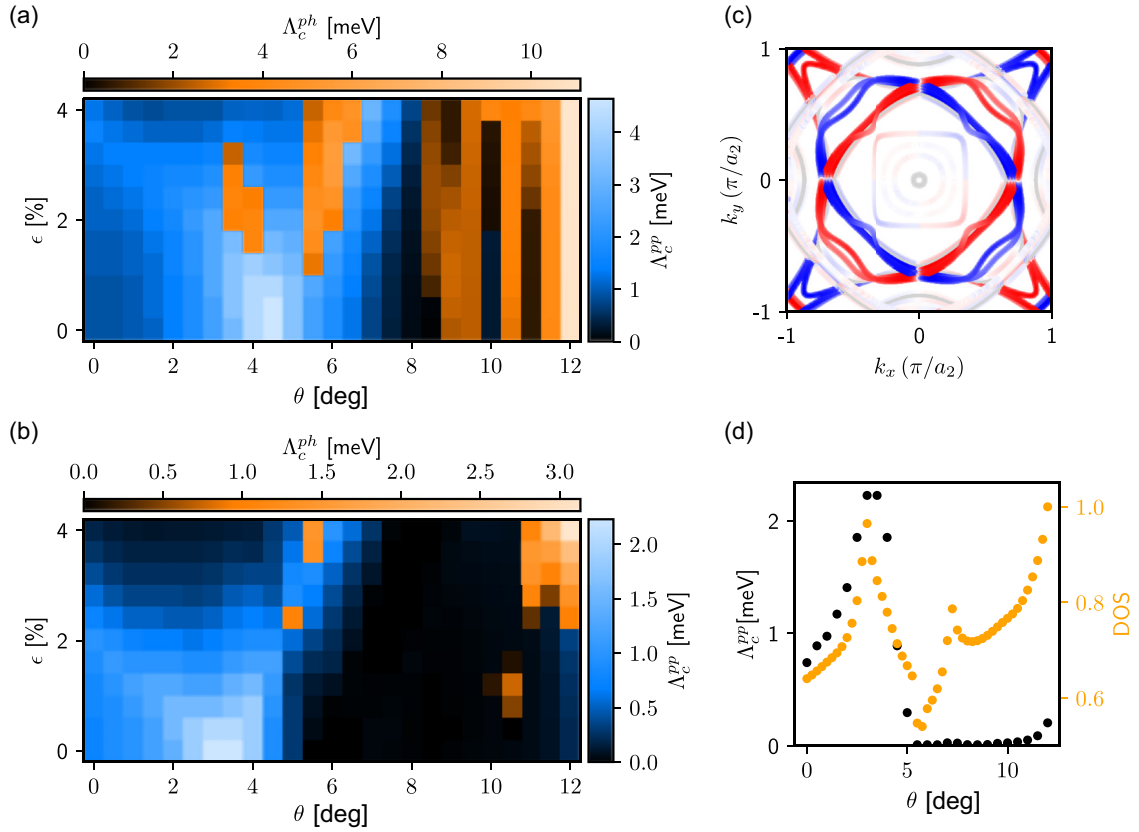 (a)
Λ_c^{ph} [meV]
0 2 4 6 8 10
4
2
0
ϵ [%]
4
3
2
1
0
Λ_c^{pp} [meV]
0 2 4 6 8 10 12
θ [deg]
(c)
1
0
-1
k_y (π/a_2)
-1 0 1
k_x (π/a_2)
(b)
Λ_c^{ph} [meV]
0.0 0.5 1.0 1.5 2.0 2.5 3.0
4
2
0
ϵ [%]
2.0
1.5
1.0
0.5
0.0
Λ_c^{pp} [meV]
0 2 4 6 8 10 12
θ [deg]
(d)
2
1
0
Λ_c^{pp} [meV]
1.0
0.8
0.6
DOS
0 5 10
θ [deg]